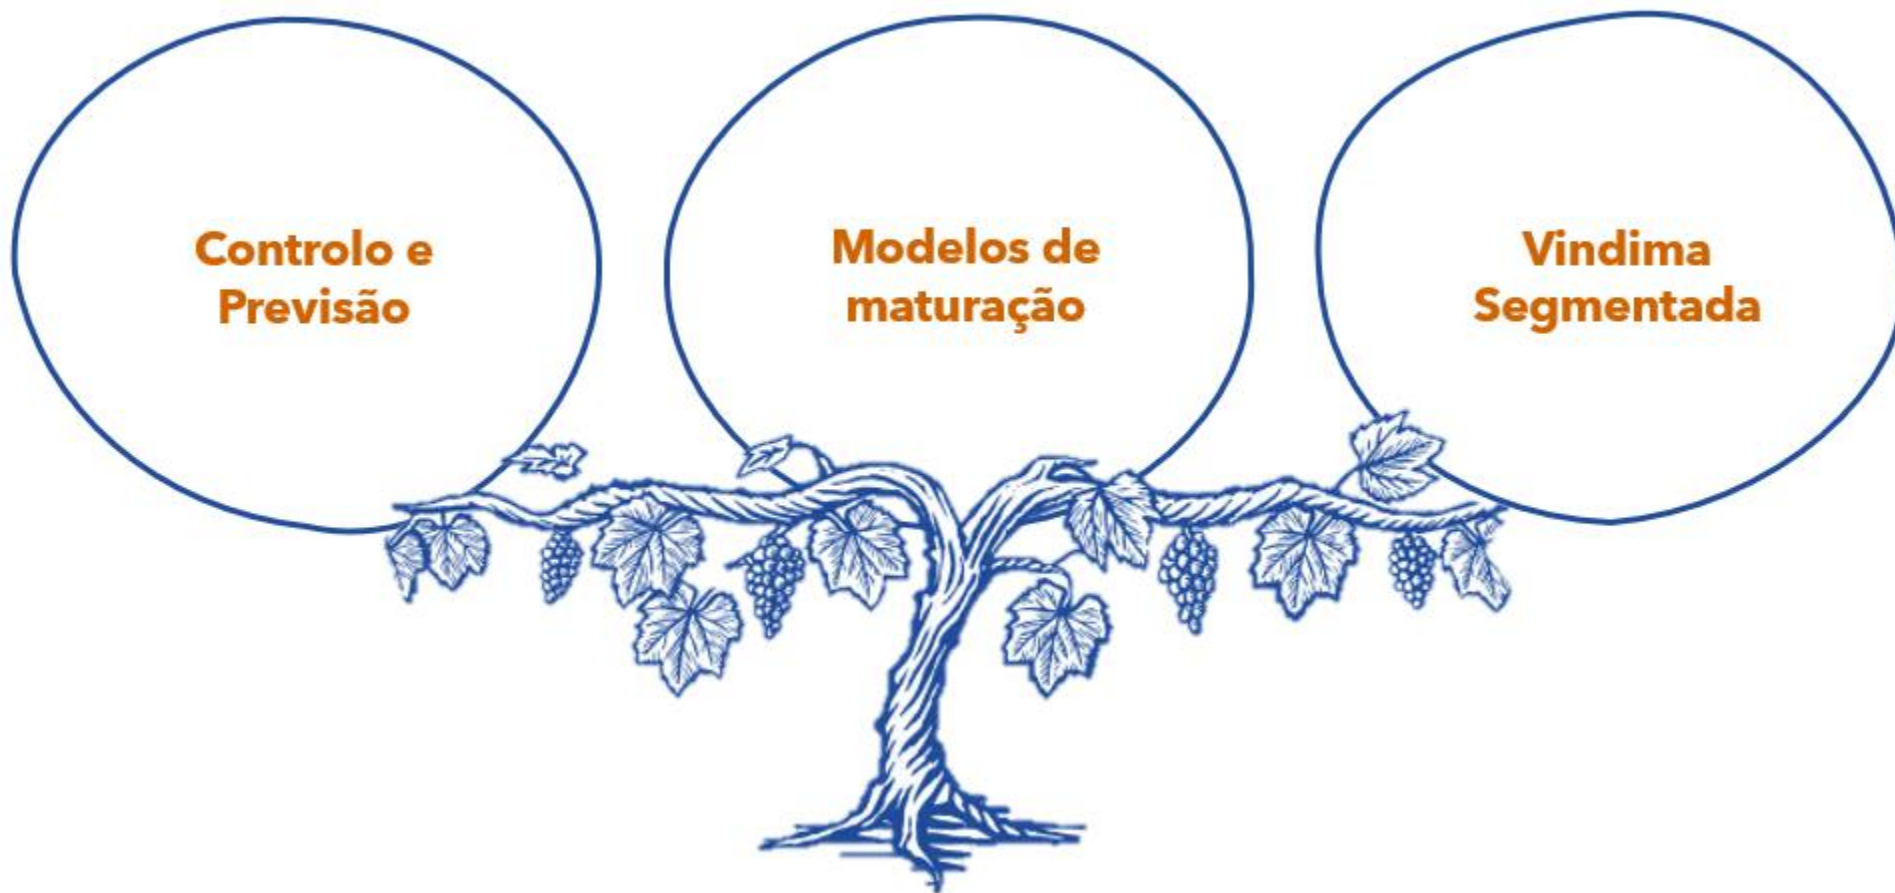 Controlo e
Previsão
Modelos de
maturação
Vindima
Segmentada